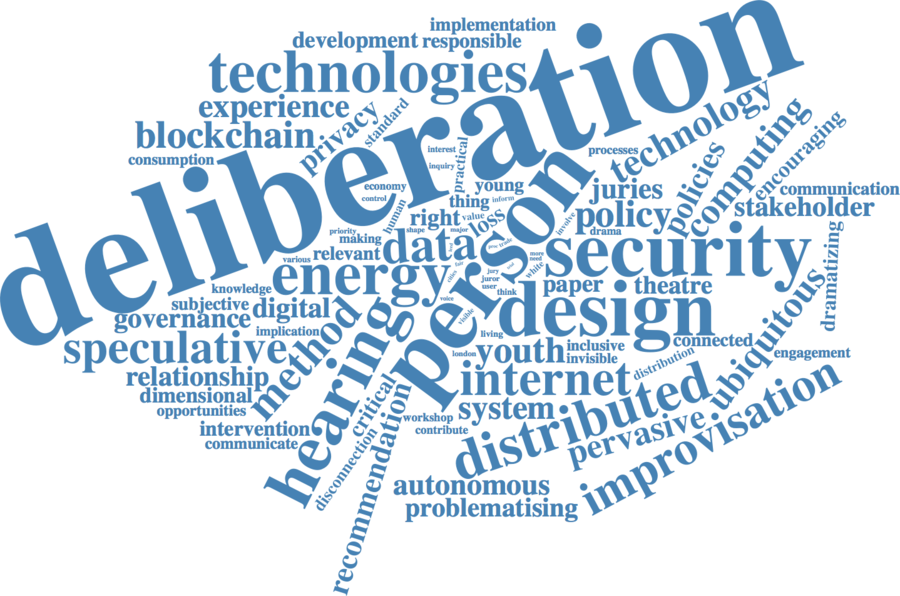 implementation
development
responsible
technologies
deliberation
experience
privacy
standard
blockchain
consumption
technology
computing
encouraging
policies
processes
interest
inquiry
practical
economy
control
human
young
thing
inform
juries
policy
communication
stakeholder
right
value
loss
person
involve
drama
priority
shape
major
making
data
various
relevant
security
dramatizing
energy
knowledge
trade
more
need
white
jury
juror
user
think
cities
paper
theatre
subjective
digital
governance
implication
voice
visible
design
ubiquitous
speculative
method
hearing
living
london
youth
inclusive
invisible
connected
distribution
engagement
relationship
dimensional
opportunities
internet
critical
intervention
communicate
disconnection
recommendation
workshop
contribute
system
distributed
pervasive
improvisation
autonomous
problematising